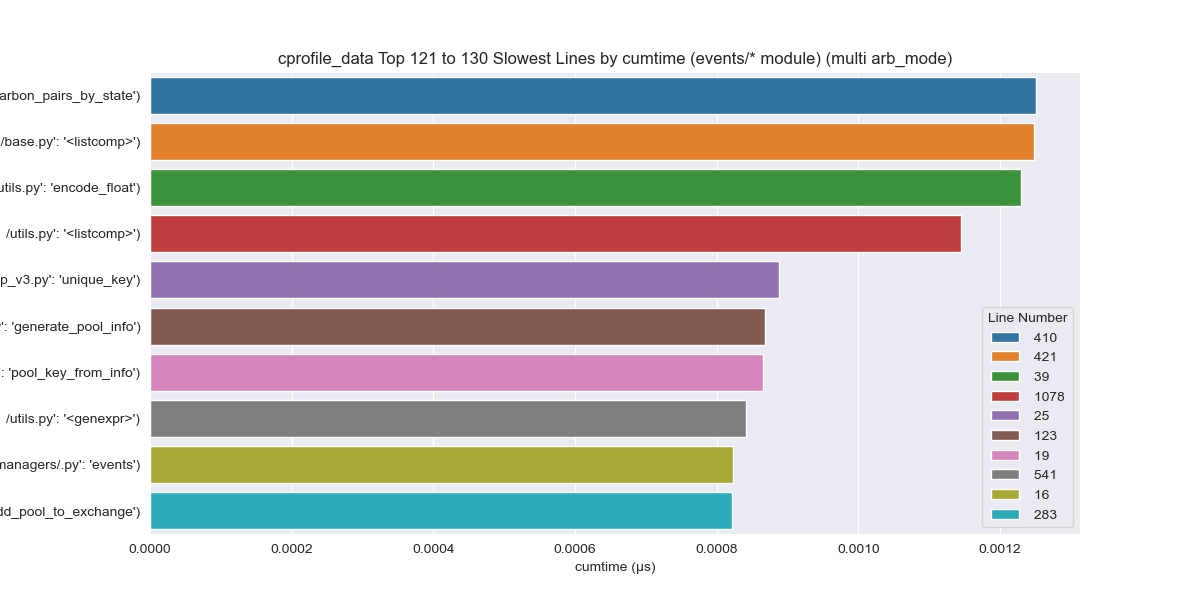 cprofile_data Top 121 to 130 Slowest Lines by cumtime (events/* module) (multi arb_mode)
arbon_pairs_by_state')
/base.py': '<listcomp>')
utils.py': 'encode_float')
/utils.py': '<listcomp>')
p_v3.py': 'unique_key')
': 'generate_pool_info')
: 'pool_key_from_info')
/utils.py': '<genexpr>')
managers/.py': 'events')
dd_pool_to_exchange')
Line Number
410
421
39
1078
25
123
19
541
16
283
0.0000 0.0002 0.0004 0.0006 0.0008 0.0010 0.0012
cumtime (µs)